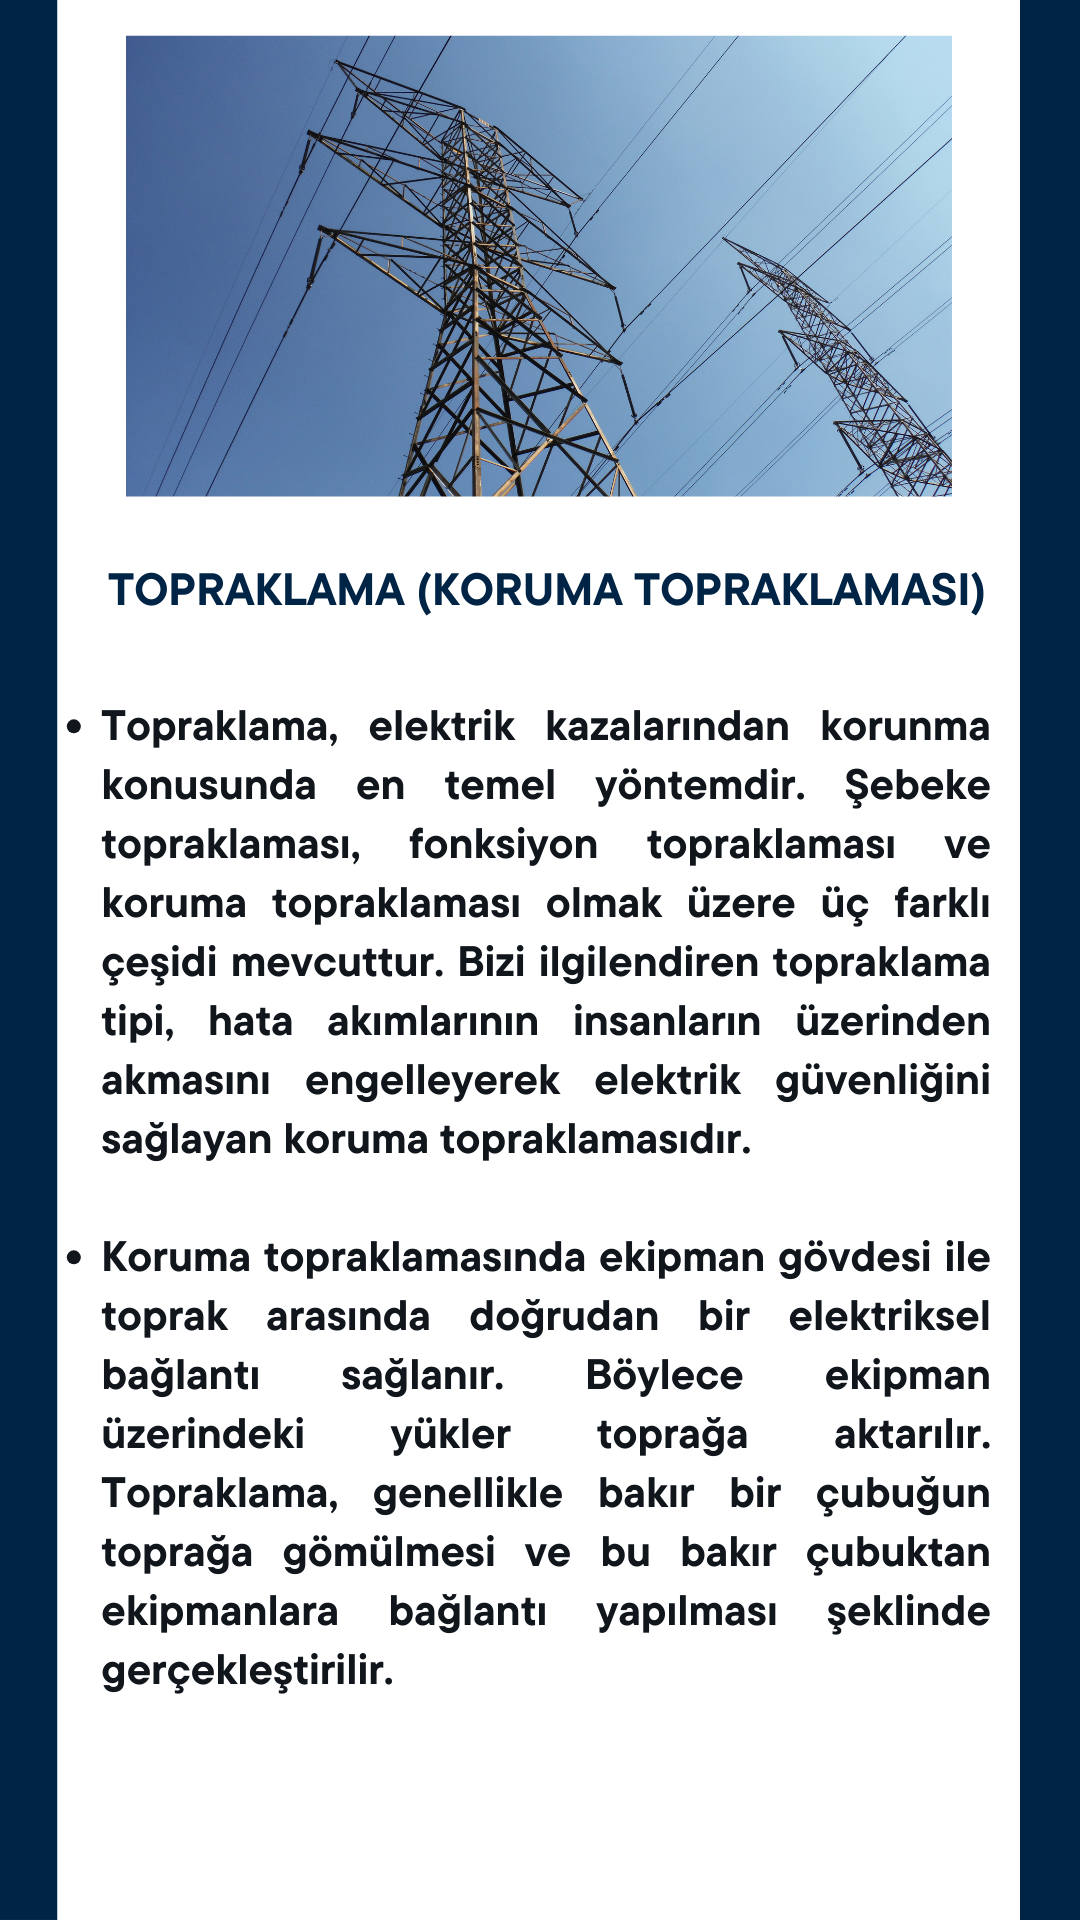 TOPRAKLAMA (KORUMA TOPRAKLAMASI)
• Topraklama, elektrik kazalarından korunma
konusunda en temel yöntemdir. Şebeke
topraklaması, fonksiyon topraklaması ve
koruma topraklaması olmak üzere üç farklı
çeşidi mevcuttur. Bizi ilgilendiren topraklama
tipi, hata akımlarının insanların üzerinden
akmasını engelleyerek elektrik güvenliğini
sağlayan koruma topraklamasıdır.
• Koruma topraklamasında ekipman gövdesi ile
toprak arasında doğrudan bir elektriksel
bağlantı sağlanır. Böylece ekipman
üzerindeki yükler toprağa aktarılır.
Topraklama, genellikle bakır bir çubuğun
toprağa gömülmesi ve bu bakır çubuktan
ekipmanlara bağlantı yapılması şeklinde
gerçekleştirilir.